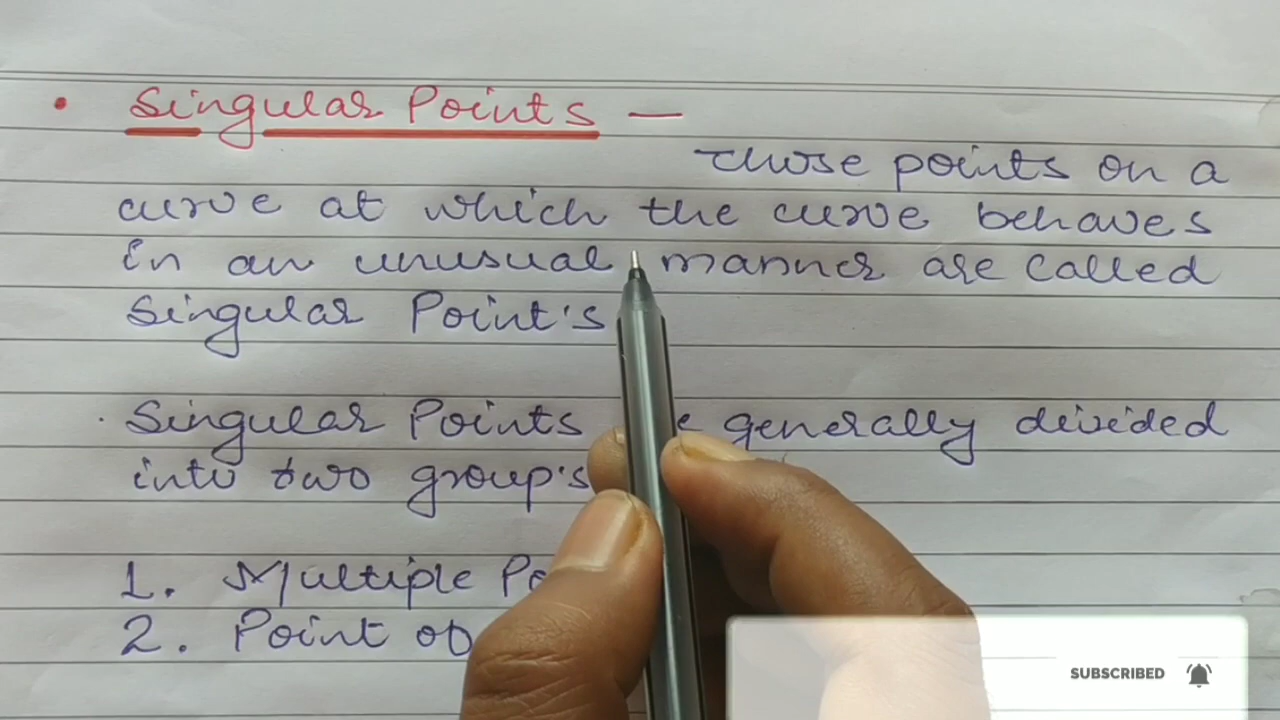 • Singular Points —
Those points on a
curve at which the curve behaves
in an unusual manner are called
Singular Point's
. Singular Points e generally divided
into two group's
1. Multiple Po
2. Point of
SUBSCRIBED